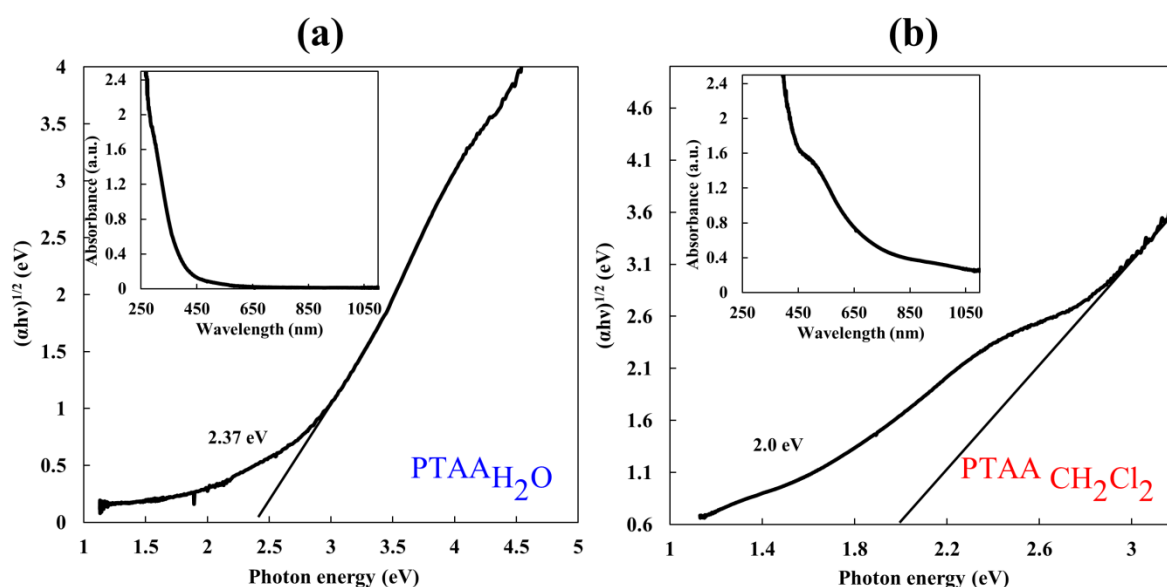 (a)
4
3.5
3
2.5
2
1.5
1
0.5
0
(αhν)1/2 (eV)
2.4
2
1.6
1.2
0.8
0.4
0
Absorbance (a.u.)
250 450 650 850 1050
Wavelength (nm)
2.37 eV
PTAAH2O
1 1.5 2 2.5 3 3.5 4 4.5 5
Photon energy (eV)
(b)
4.6
4.1
3.6
3.1
2.6
2.1
1.6
1.1
0.6
(αhν)1/2 (eV)
2.4
2
1.6
1.2
0.8
0.4
0
Absorbance (a.u.)
250 450 650 850 1050
Wavelength (nm)
2.0 eV
PTAA CH2Cl2
1 1.4 1.8 2.2 2.6 3
Photon energy (eV)